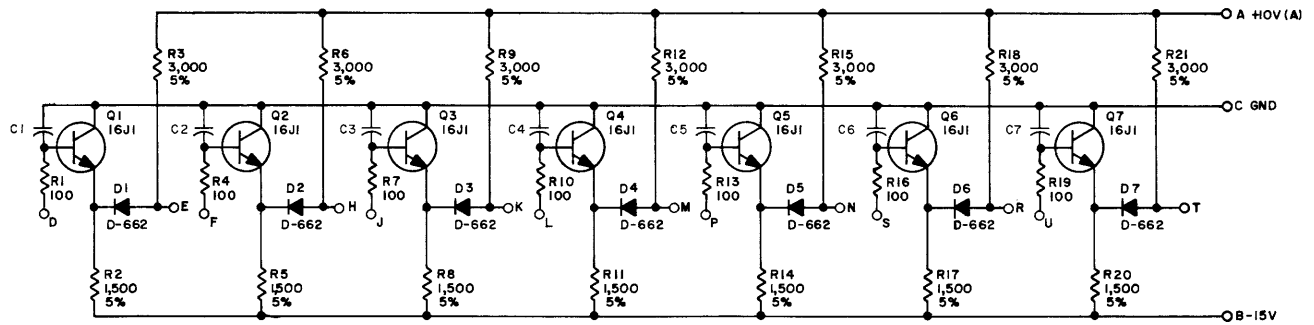 A +10V(A)
R3 3,000 5%
R6 3,000 5%
R9 3,000 5%
R12 3,000 5%
R15 3,000 5%
R18 3,000 5%
R21 3,000 5%
C GND
C1
Q1 16J1
C2
Q2 16J1
C3
Q3 16J1
C4
Q4 16J1
C5
Q5 16J1
C6
Q6 16J1
C7
Q7 16J1
R1 100
D1
R4 100
D2
R7 100
D3
R10 100
D4
R13 100
D5
R16 100
D6
R19 100
D7
D
E
F
H
J
K
L
M
P
N
S
R
U
T
D-662
D-662
D-662
D-662
D-662
D-662
D-662
R2 1,500 5%
R5 1,500 5%
R8 1,500 5%
R11 1,500 5%
R14 1,500 5%
R17 1,500 5%
R20 1,500 5%
B-15V